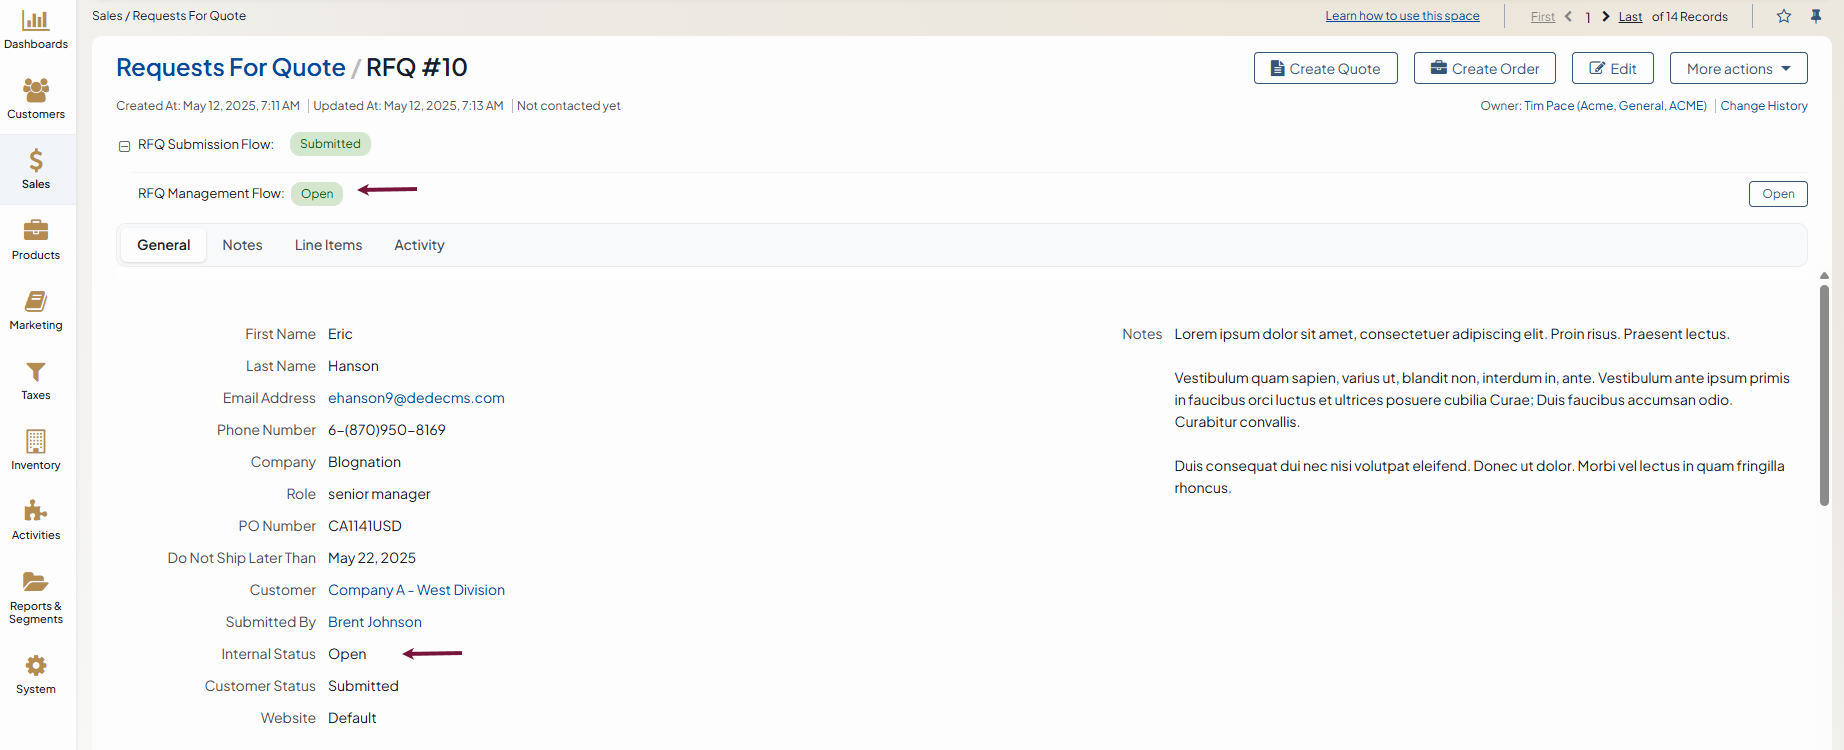 Dashboards
Customers
Sales
Products
Marketing
Taxes
Inventory
Activities
Reports &
Segments
System
Sales / Requests For Quote
Learn how to use this space
First 1 Last of 14 Records
Requests For Quote / RFQ #10
Create Quote
Create Order
Edit
More actions
Created At: May 12, 2025, 7:11 AM Updated At: May 12, 2025, 7:13 AM Not contacted yet
Owner: Tim Pace (Acme, General, ACME) Change History
RFQ Submission Flow: Submitted
RFQ Management Flow: Open
Open
General Notes Line Items Activity
First Name Eric
Last Name Hanson
Email Address ehanson9@dedecms.com
Phone Number 6-(870)950-8169
Company Blognation
Role senior manager
PO Number CA1141USD
Do Not Ship Later Than May 22, 2025
Customer Company A - West Division
Submitted By Brent Johnson
Internal Status Open
Customer Status Submitted
Website Default
Notes Lorem ipsum dolor sit amet, consectetuer adipiscing elit. Proin risus. Praesent lectus.
Vestibulum quam sapien, varius ut, blandit non, interdum in, ante. Vestibulum ante ipsum primis
in faucibus orci luctus et ultrices posuere cubilia Curae; Duis faucibus accumsan odio.
Curabitur convallis.
Duis consequat dui nec nisi volutpat eleifend. Donec ut dolor. Morbi vel lectus in quam fringilla
rhoncus.